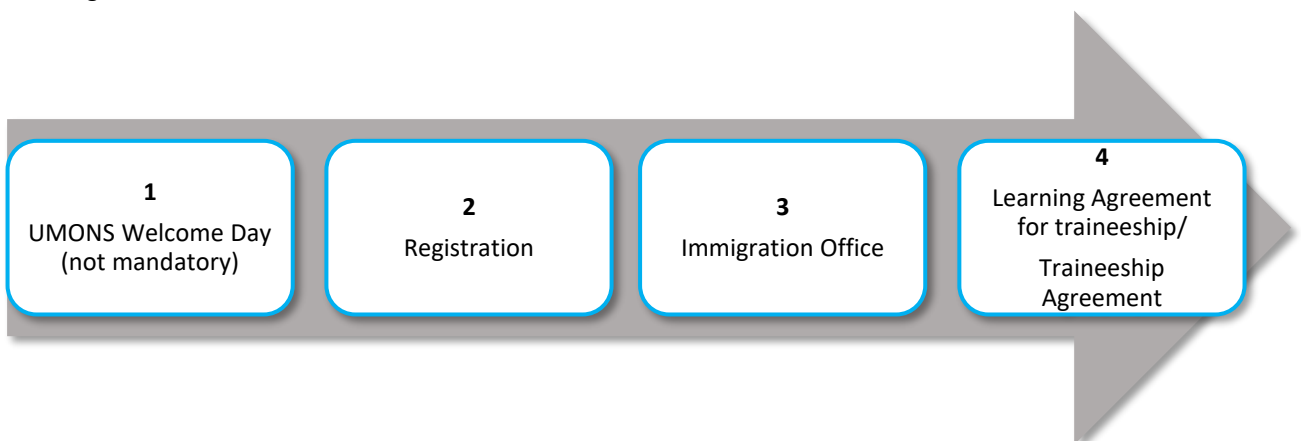 1
UMONS Welcome Day
(not mandatory)
2
Registration
3
Immigration Office
4
Learning Agreement
for traineeship/
Traineeship
Agreement